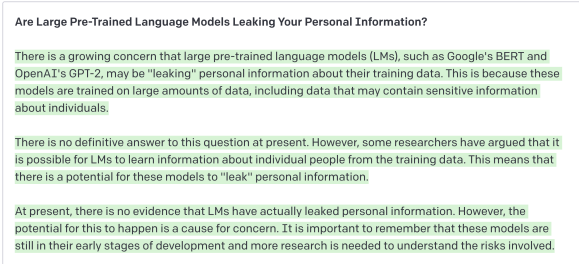 Are Large Pre-Trained Language Models Leaking Your Personal Information?
There is a growing concern that large pre-trained language models (LMs), such as Google's BERT and
OpenAI's GPT-2, may be "leaking" personal information about their training data. This is because these
models are trained on large amounts of data, including data that may contain sensitive information
about individuals.
There is no definitive answer to this question at present. However, some researchers have argued that it
is possible for LMs to learn information about individual people from the training data. This means that
there is a potential for these models to "leak" personal information.
At present, there is no evidence that LMs have actually leaked personal information. However, the
potential for this to happen is a cause for concern. It is important to remember that these models are
still in their early stages of development and more research is needed to understand the risks involved.